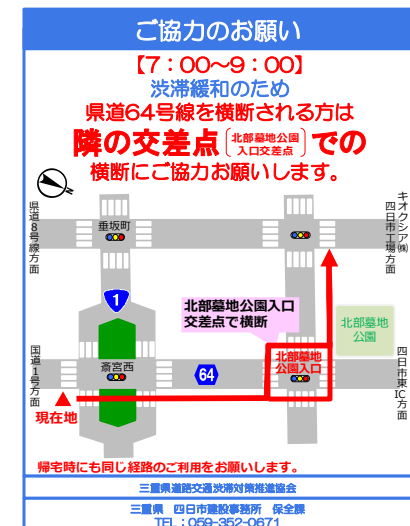 ご協力のお願い
【7：00～9：00】
渋滞緩和のため
県道64号線を横断される方は
隣の交差点［北部墓地公園
入口交差点］での
横断にご協力お願いします。
県道8号線方面
垂坂町
キオクシア㈱
四日市工場方面
1
北部墓地公園入口
交差点で横断
北部墓地
公園
国道1号方面
斎宮西
64
北部墓地
公園入口
四日市東IC方面
現在地
帰宅時にも同じ経路のご利用をお願いします。
三重県道路交通渋滞対策推進協会
三重県 四日市建設事務所 保全課
TEL：059-352-0671